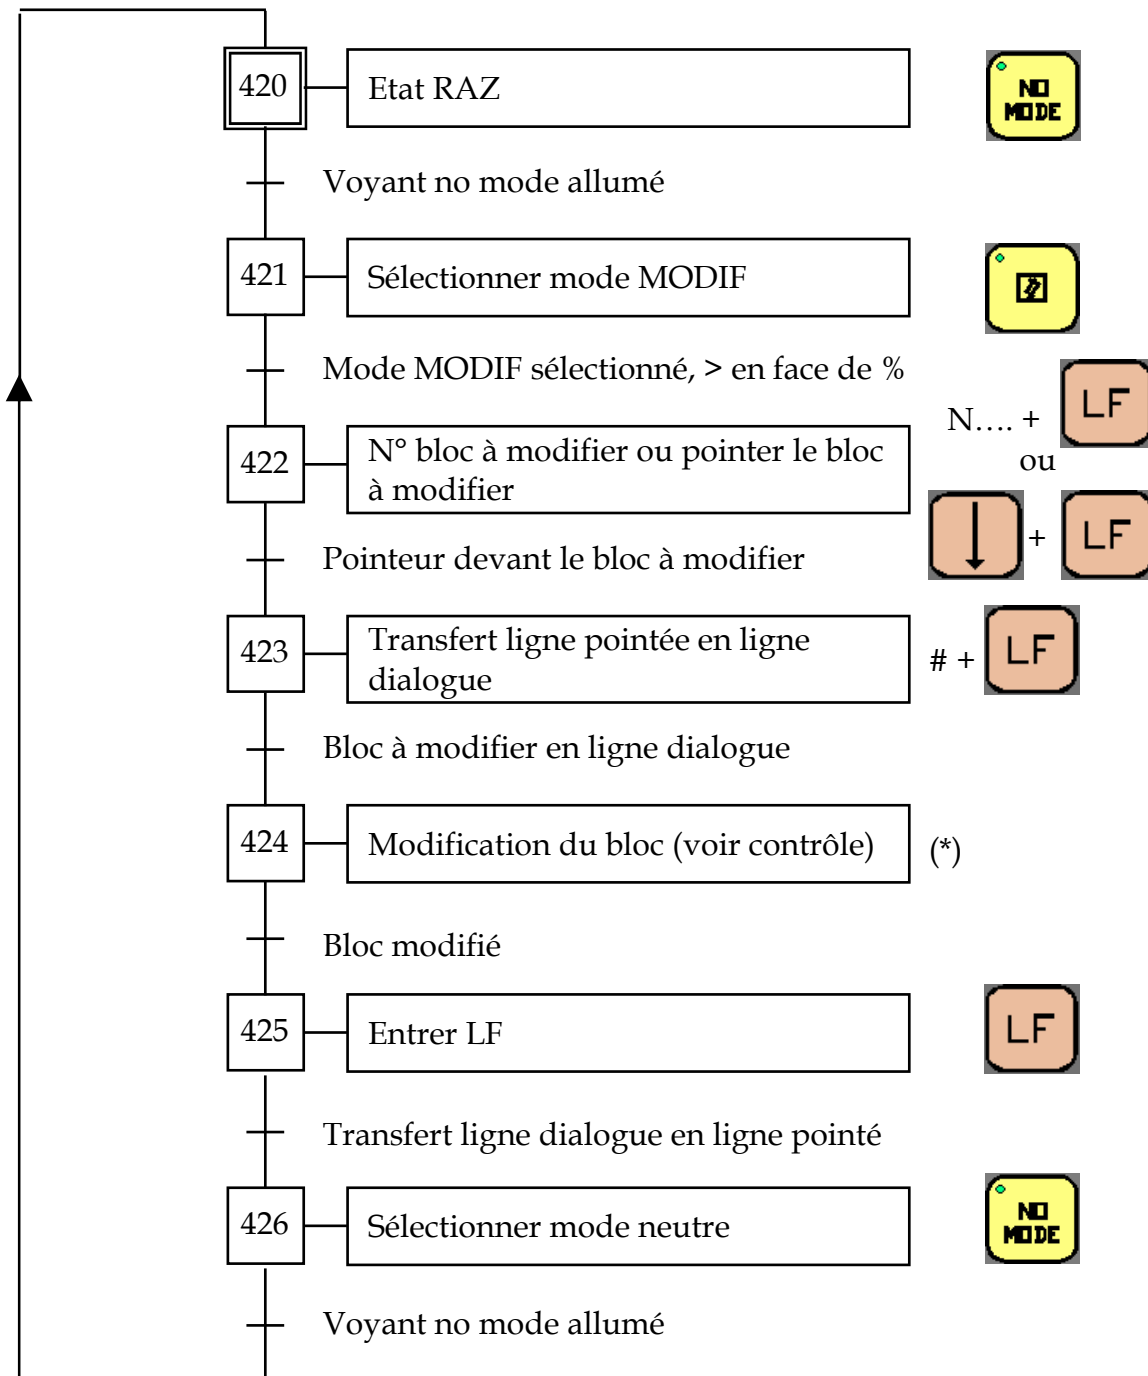 420
Etat RAZ
NO
MODE
Voyant no mode allumé
421
Sélectionner mode MODIF
Mode MODIF sélectionné, > en face de %
N…. +
LF
422
N° bloc à modifier ou pointer le bloc
à modifier
ou
+
LF
Pointeur devant le bloc à modifier
423
Transfert ligne pointée en ligne
dialogue
# +
LF
Bloc à modifier en ligne dialogue
424
Modification du bloc (voir contrôle)
(*)
Bloc modifié
425
Entrer LF
LF
Transfert ligne dialogue en ligne pointé
426
Sélectionner mode neutre
NO
MODE
Voyant no mode allumé